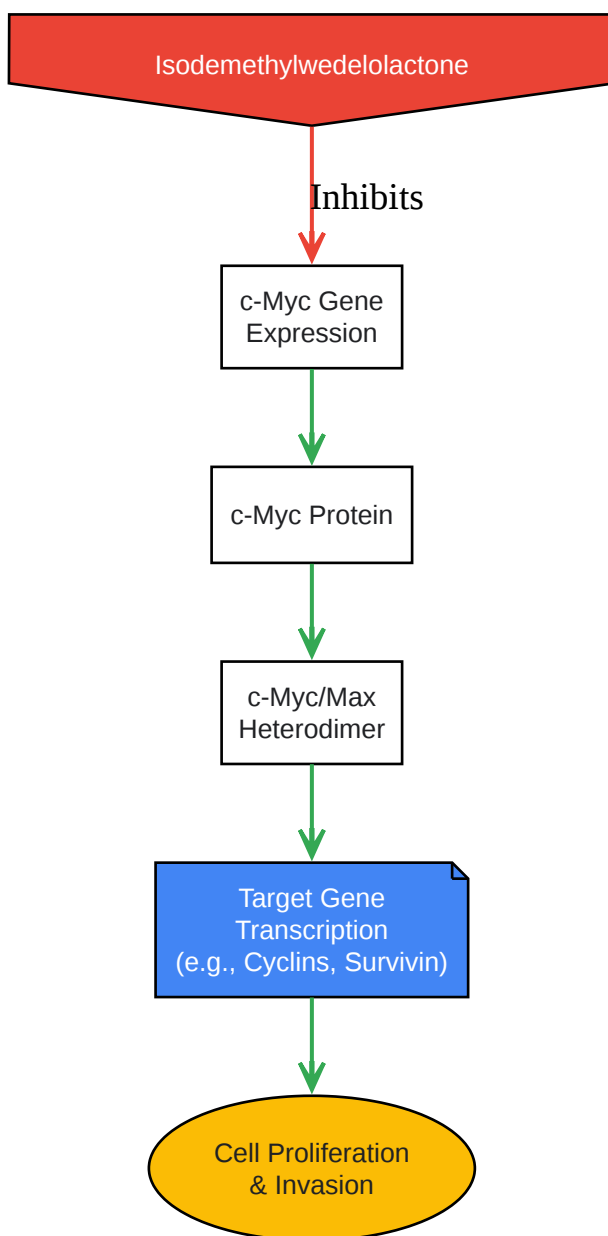 Isodemethylwedelolactone
Inhibits
c-Myc Gene
Expression
c-Myc Protein
c-Myc/Max
Heterodimer
Target Gene
Transcription
(e.g., Cyclins, Survivin)
Cell Proliferation
& Invasion